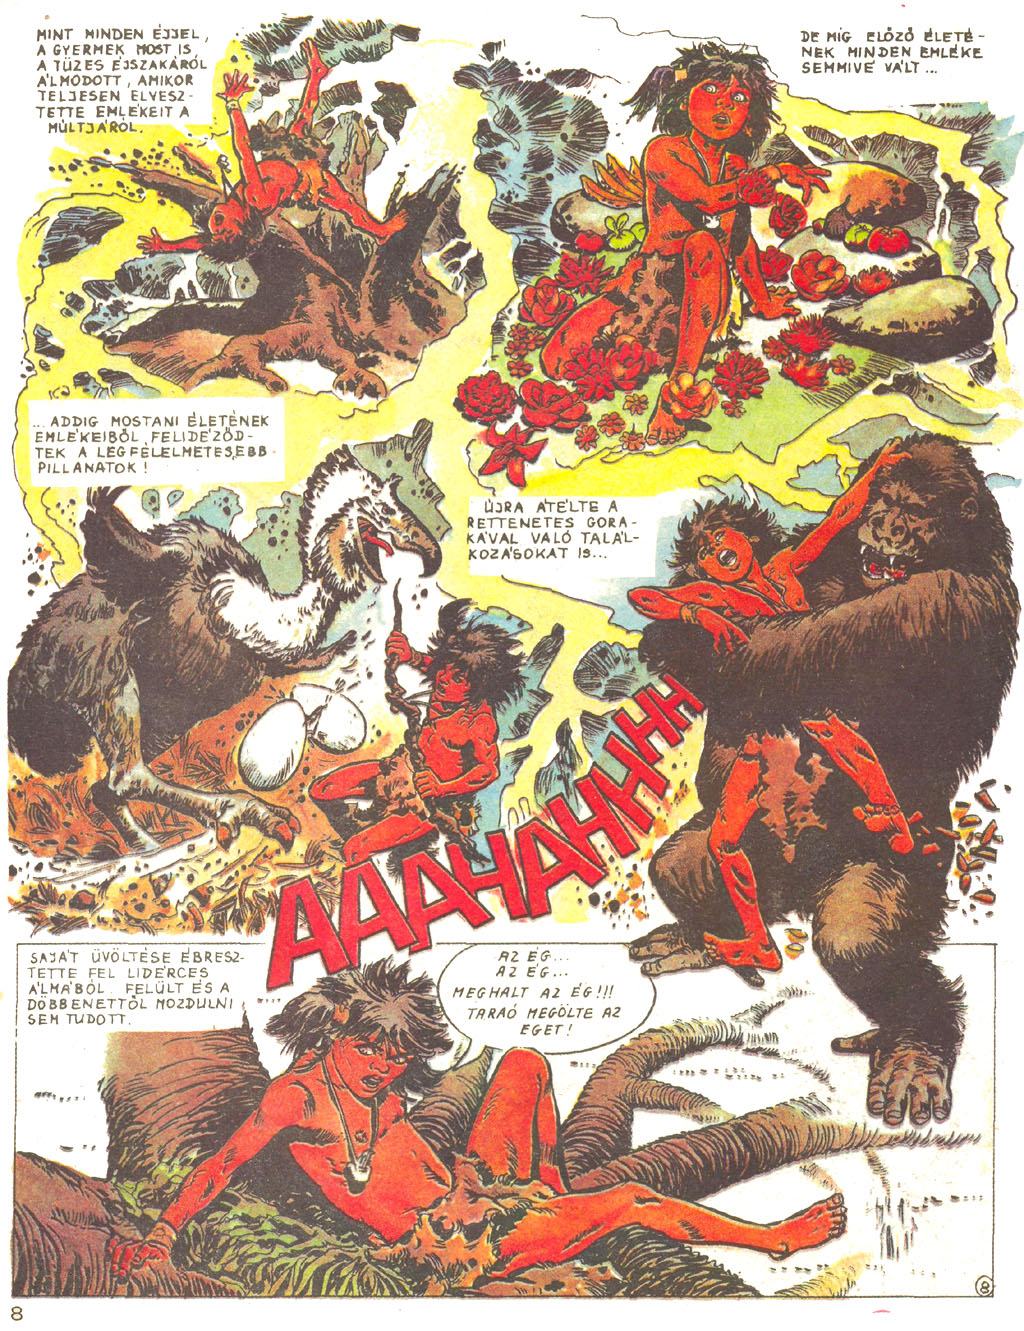 MINT MINDEN ÉJJEL,
A GYERMEK MOST IS
A TÜZES ÉJSZAKÁRÓL
ÁLMODOTT, AMIKOR
TELJESEN ELVESZ-
TETTE EMLÉKEIT A
MÚLTJÁRÓL.
DE MÍG ELŐZŐ ÉLETÉ-
NEK MINDEN EMLÉKE
SEMMIVÉ VÁLT...
...ADDIG MOSTANI ÉLETÉNEK
EMLÉKEIBŐL FELIDÉZŐD-
TEK A LEGFÉLELMETESEBB
PILLANATOK!
ÚJRA ÁTÉLTE A
RETTENETES GORA-
KÁVAL VALÓ TALÁL-
KOZÁSOKAT IS...
AAAHAHHHHH
SAJÁT ÜVÖLTÉSE ÉBRESZ-
TETTE FEL LIDÉRCES
ÁLMÁBÓL. FELÜLT ÉS A
DÖBBENETTŐL MOZDULNI
SEM TUDOTT.
AZ ÉG...
AZ ÉG...
MEGHALT AZ ÉG!!!
TARAÓ MEGÖLTE AZ
EGET!
8
8